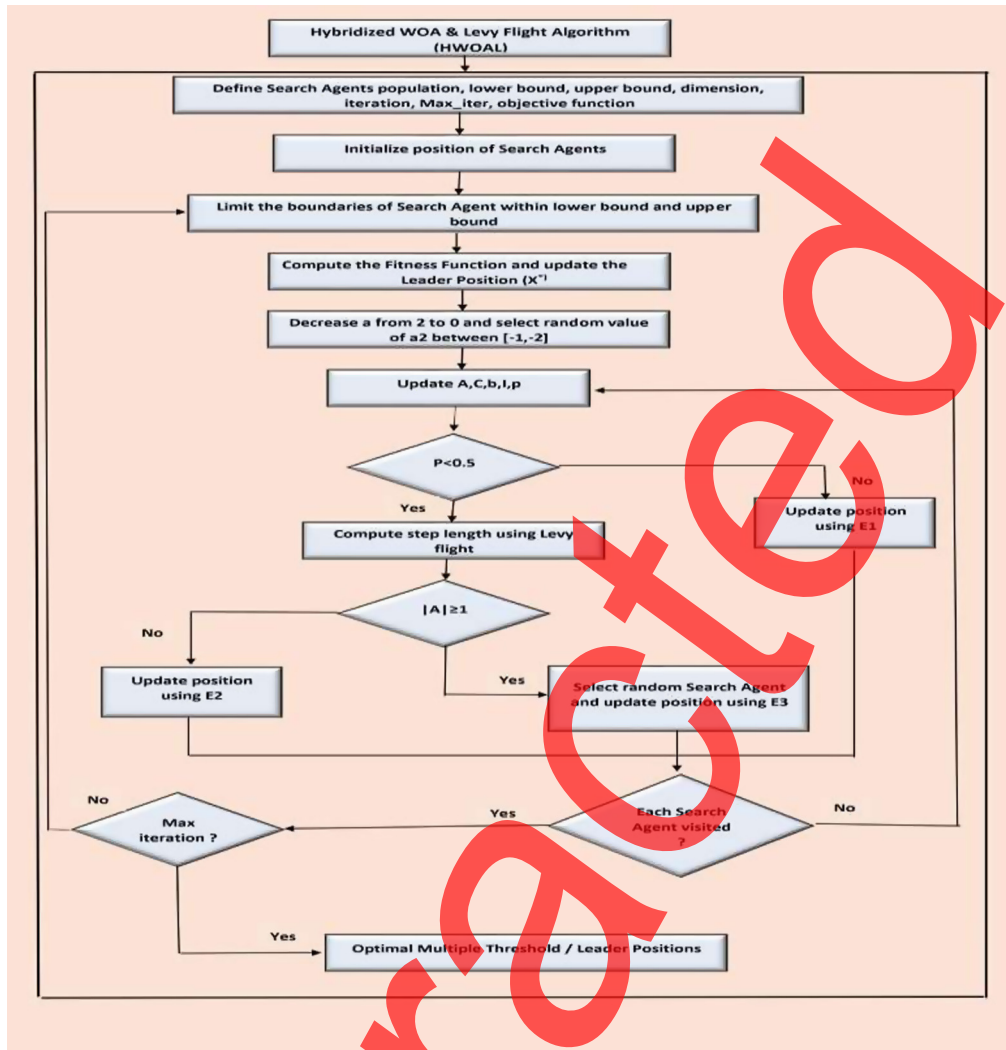 Hybridized WOA & Levy Flight Algorithm
(HWOAL)
Define Search Agents population, lower bound, upper bound, dimension,
iteration, Max_iter, objective function
Initialize position of Search Agents
Limit the boundaries of Search Agent within lower bound and upper
bound
Compute the Fitness Function and update the
Leader Position (X*)
Decrease a from 2 to 0 and select random value
of a2 between [-1,-2]
Update A,C,b,l,p
P<0.5
No
Yes
Update position
using E1
Compute step length using Levy
flight
|A|≥1
No
Yes
Update position
using E2
Select random Search Agent
and update position using E3
No
Max
iteration ?
Yes
Each Search
Agent visited
?
No
Yes
Optimal Multiple Threshold / Leader Positions
racted